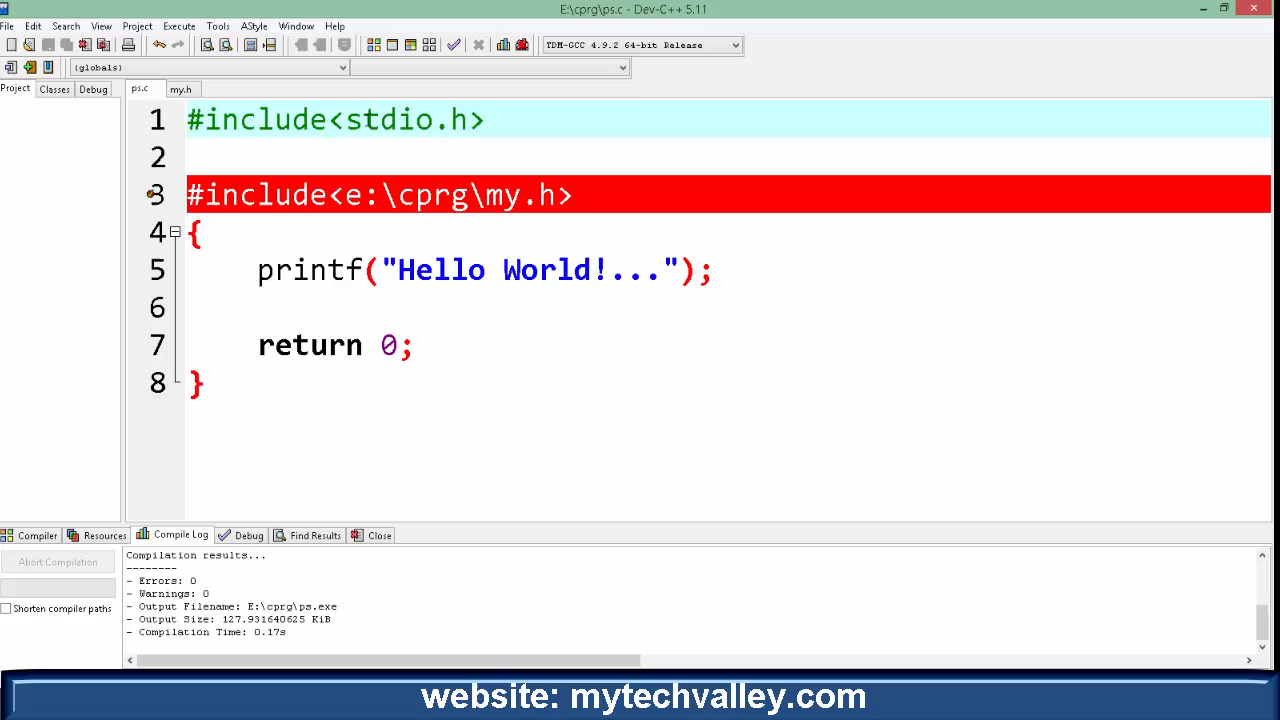 E:\cprg\ps.c - Dev-C++ 5.11
File Edit Search View Project Execute Tools AStyle Window Help
TDM-GCC 4.9.2 64-bit Release
(globals)
Project Classes Debug
ps.c my.h
1 #include<stdio.h>
2
3 #include<e:\cprg\my.h>
4 {
5 printf("Hello World!...");
6
7 return 0;
8 }
Compiler Resources Compile Log Debug Find Results Close
Abort Compilation
Shorten compiler paths
Compilation results...
--------
- Errors: 0
- Warnings: 0
- Output Filename: E:\cprg\ps.exe
- Output Size: 127.931640625 KiB
- Compilation Time: 0.17s
website: mytechvalley.com